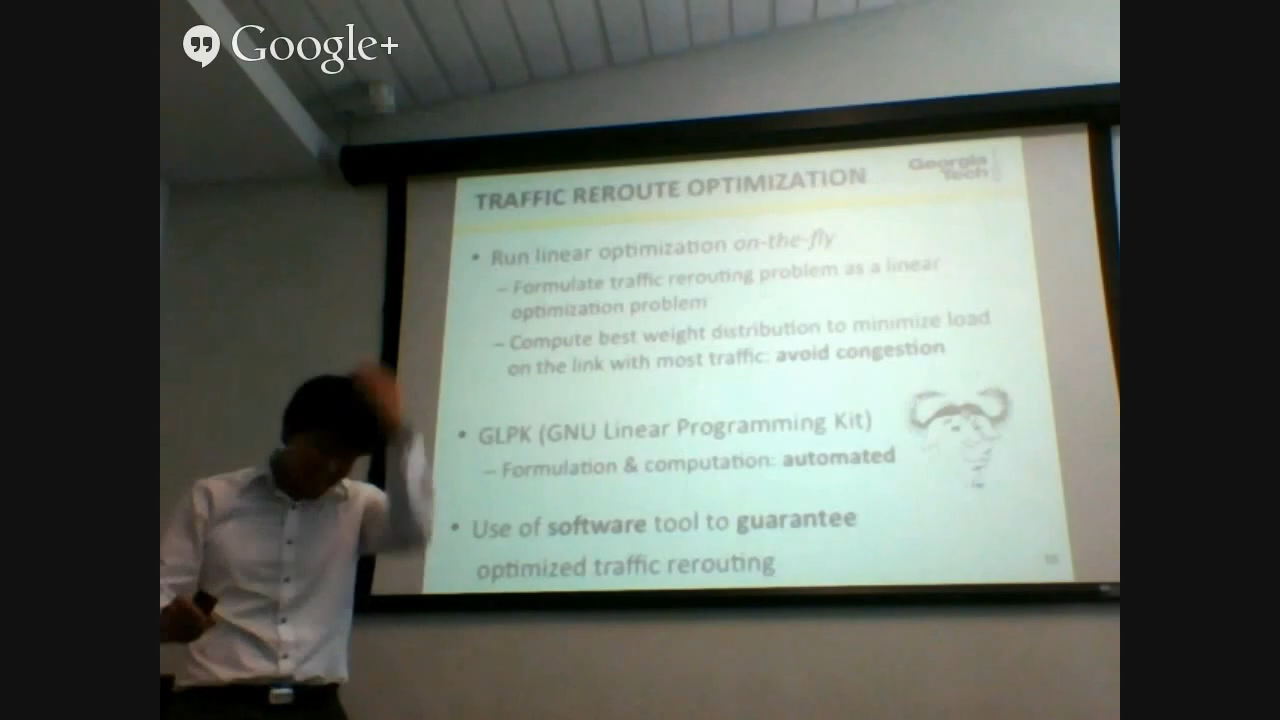 Google+
Georgia
Tech
TRAFFIC REROUTE OPTIMIZATION
• Run linear optimization on-the-fly
– Formulate traffic rerouting problem as a linear
optimization problem
– Compute best weight distribution to minimize load
on the link with most traffic: avoid congestion
• GLPK (GNU Linear Programming Kit)
– Formulation & computation: automated
• Use of software tool to guarantee
optimized traffic rerouting